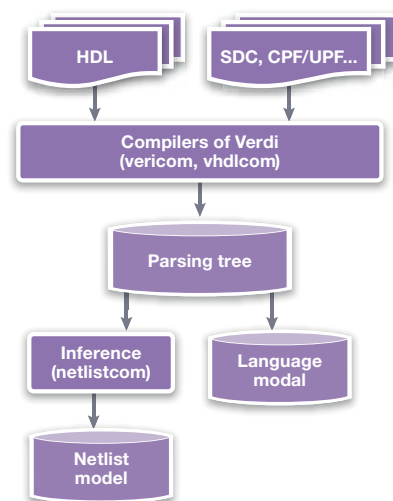 HDL
SDC, CPF/UPF...
Compilers of Verdi
(vericom, vhdlcom)
Parsing tree
Inference
(netlistcom)
Language
modal
Netlist
model